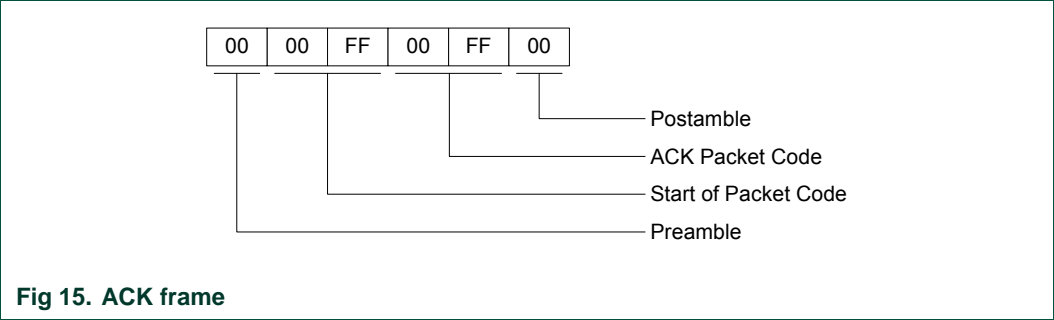 00 00 FF 00 FF 00
Postamble
ACK Packet Code
Start of Packet Code
Preamble
Fig 15. ACK frame